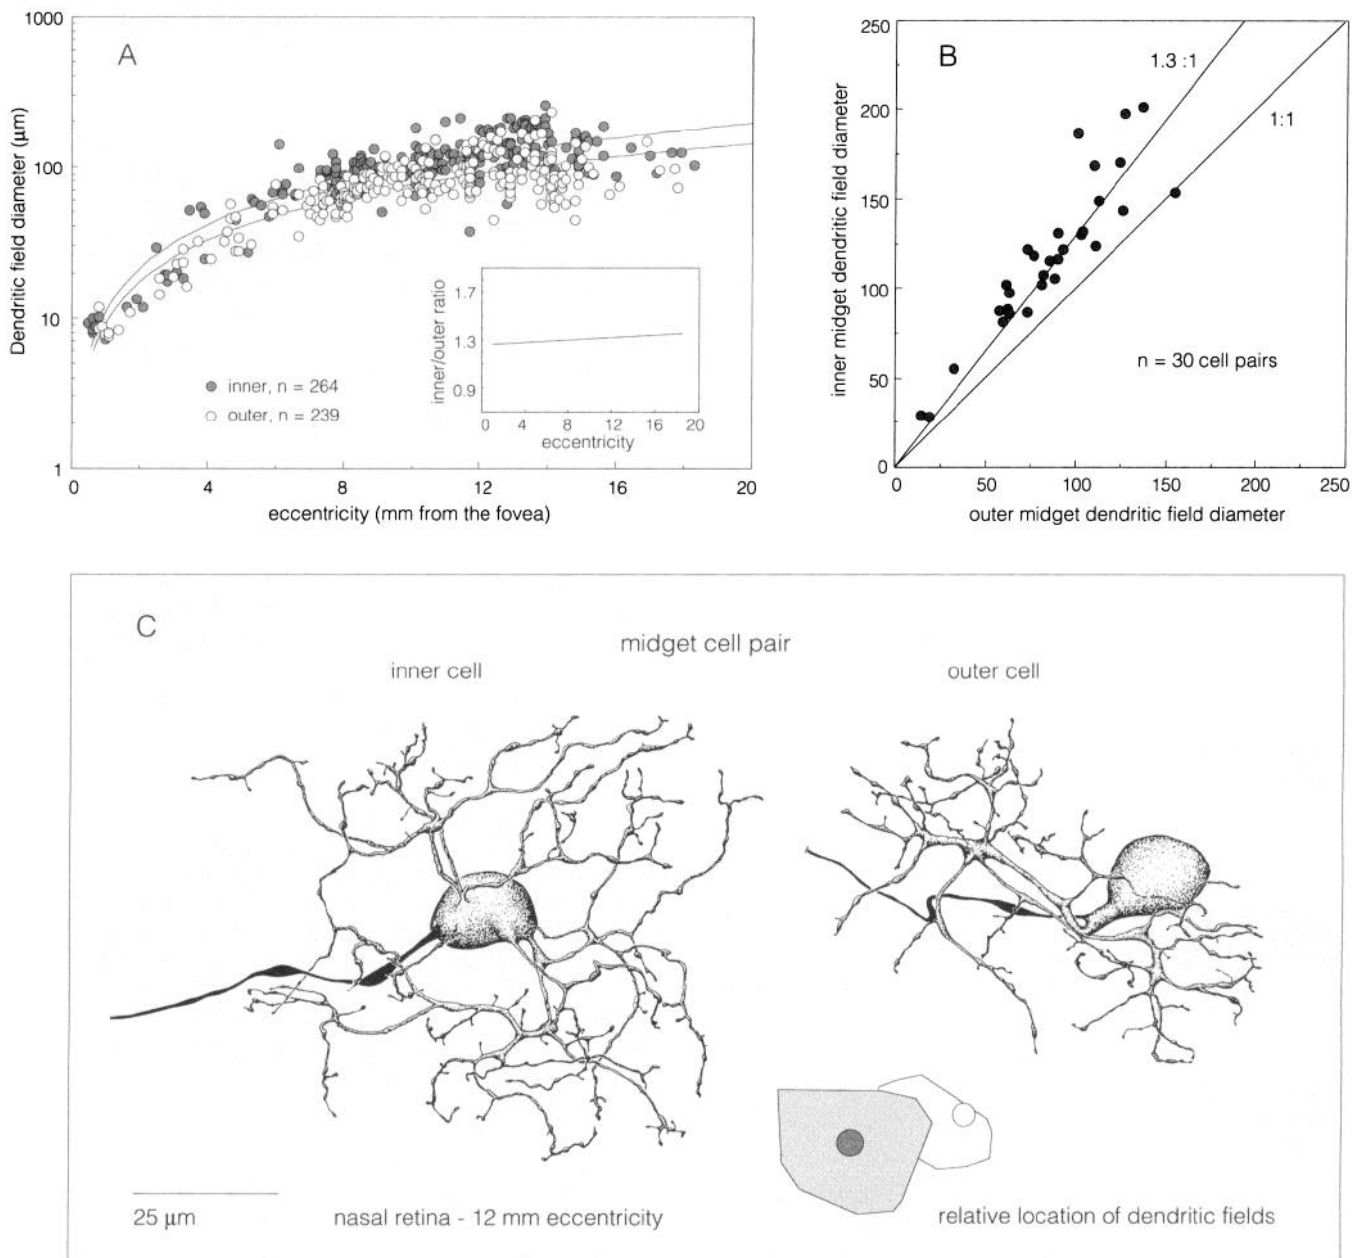 A
1000
100
10
1
Dendritic field diameter (µm)
0 4 8 12 16 20
eccentricity (mm from the fovea)
inner, n = 264
outer, n = 239
inner/outer ratio
1.7
1.3
0.9
0 4 8 12 16 20
eccentricity
B
250
200
150
100
50
0
inner midget dendritic field diameter
1.3 :1
1:1
n = 30 cell pairs
0 50 100 150 200 250
outer midget dendritic field diameter
C
midget cell pair
inner cell
outer cell
25 µm
nasal retina - 12 mm eccentricity
relative location of dendritic fields